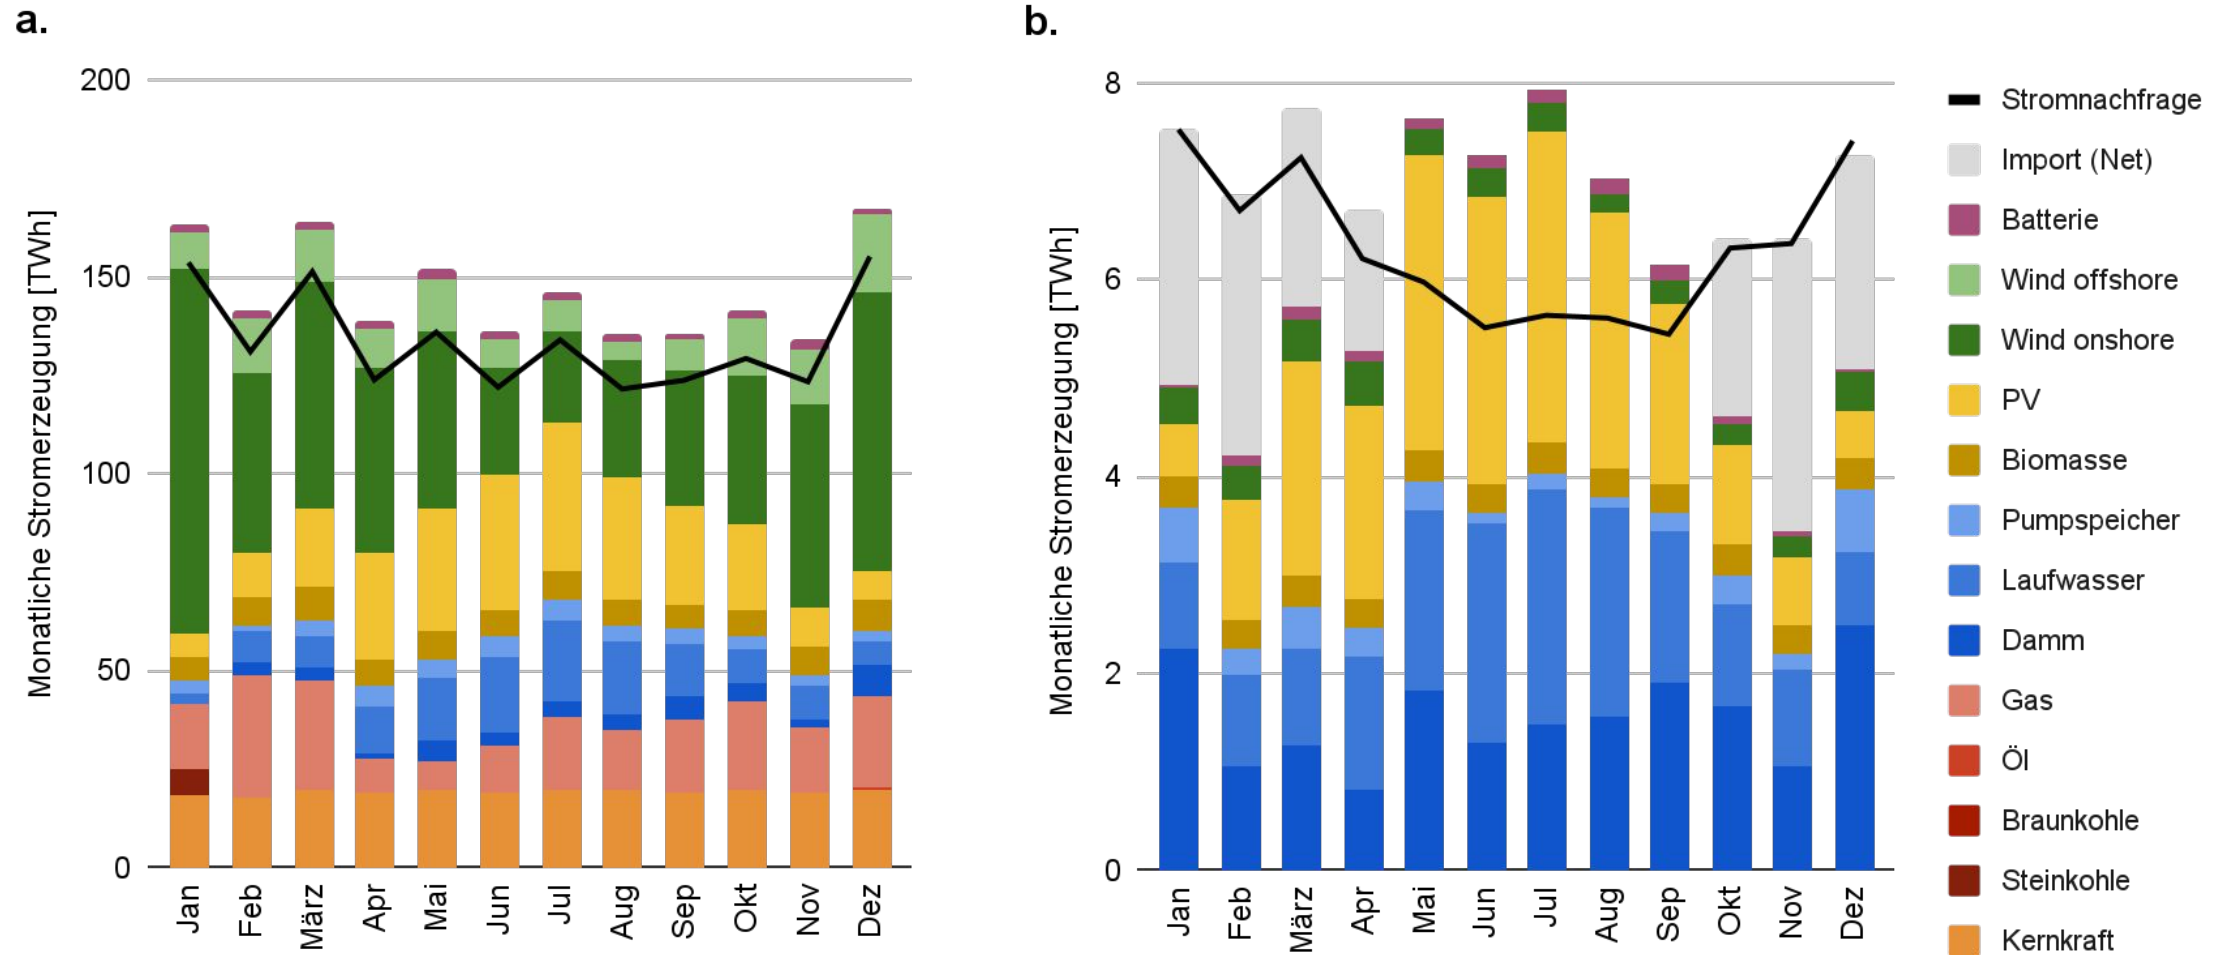 a.
Monatliche Stromerzeugung [TWh]
200
150
100
50
0
Jan
Feb
März
Apr
Mai
Jun
Jul
Aug
Sep
Okt
Nov
Dez
b.
Monatliche Stromerzeugung [TWh]
8
6
4
2
0
Jan
Feb
März
Apr
Mai
Jun
Jul
Aug
Sep
Okt
Nov
Dez
Stromnachfrage
Import (Net)
Batterie
Wind offshore
Wind onshore
PV
Biomasse
Pumpspeicher
Laufwasser
Damm
Gas
Öl
Braunkohle
Steinkohle
Kernkraft